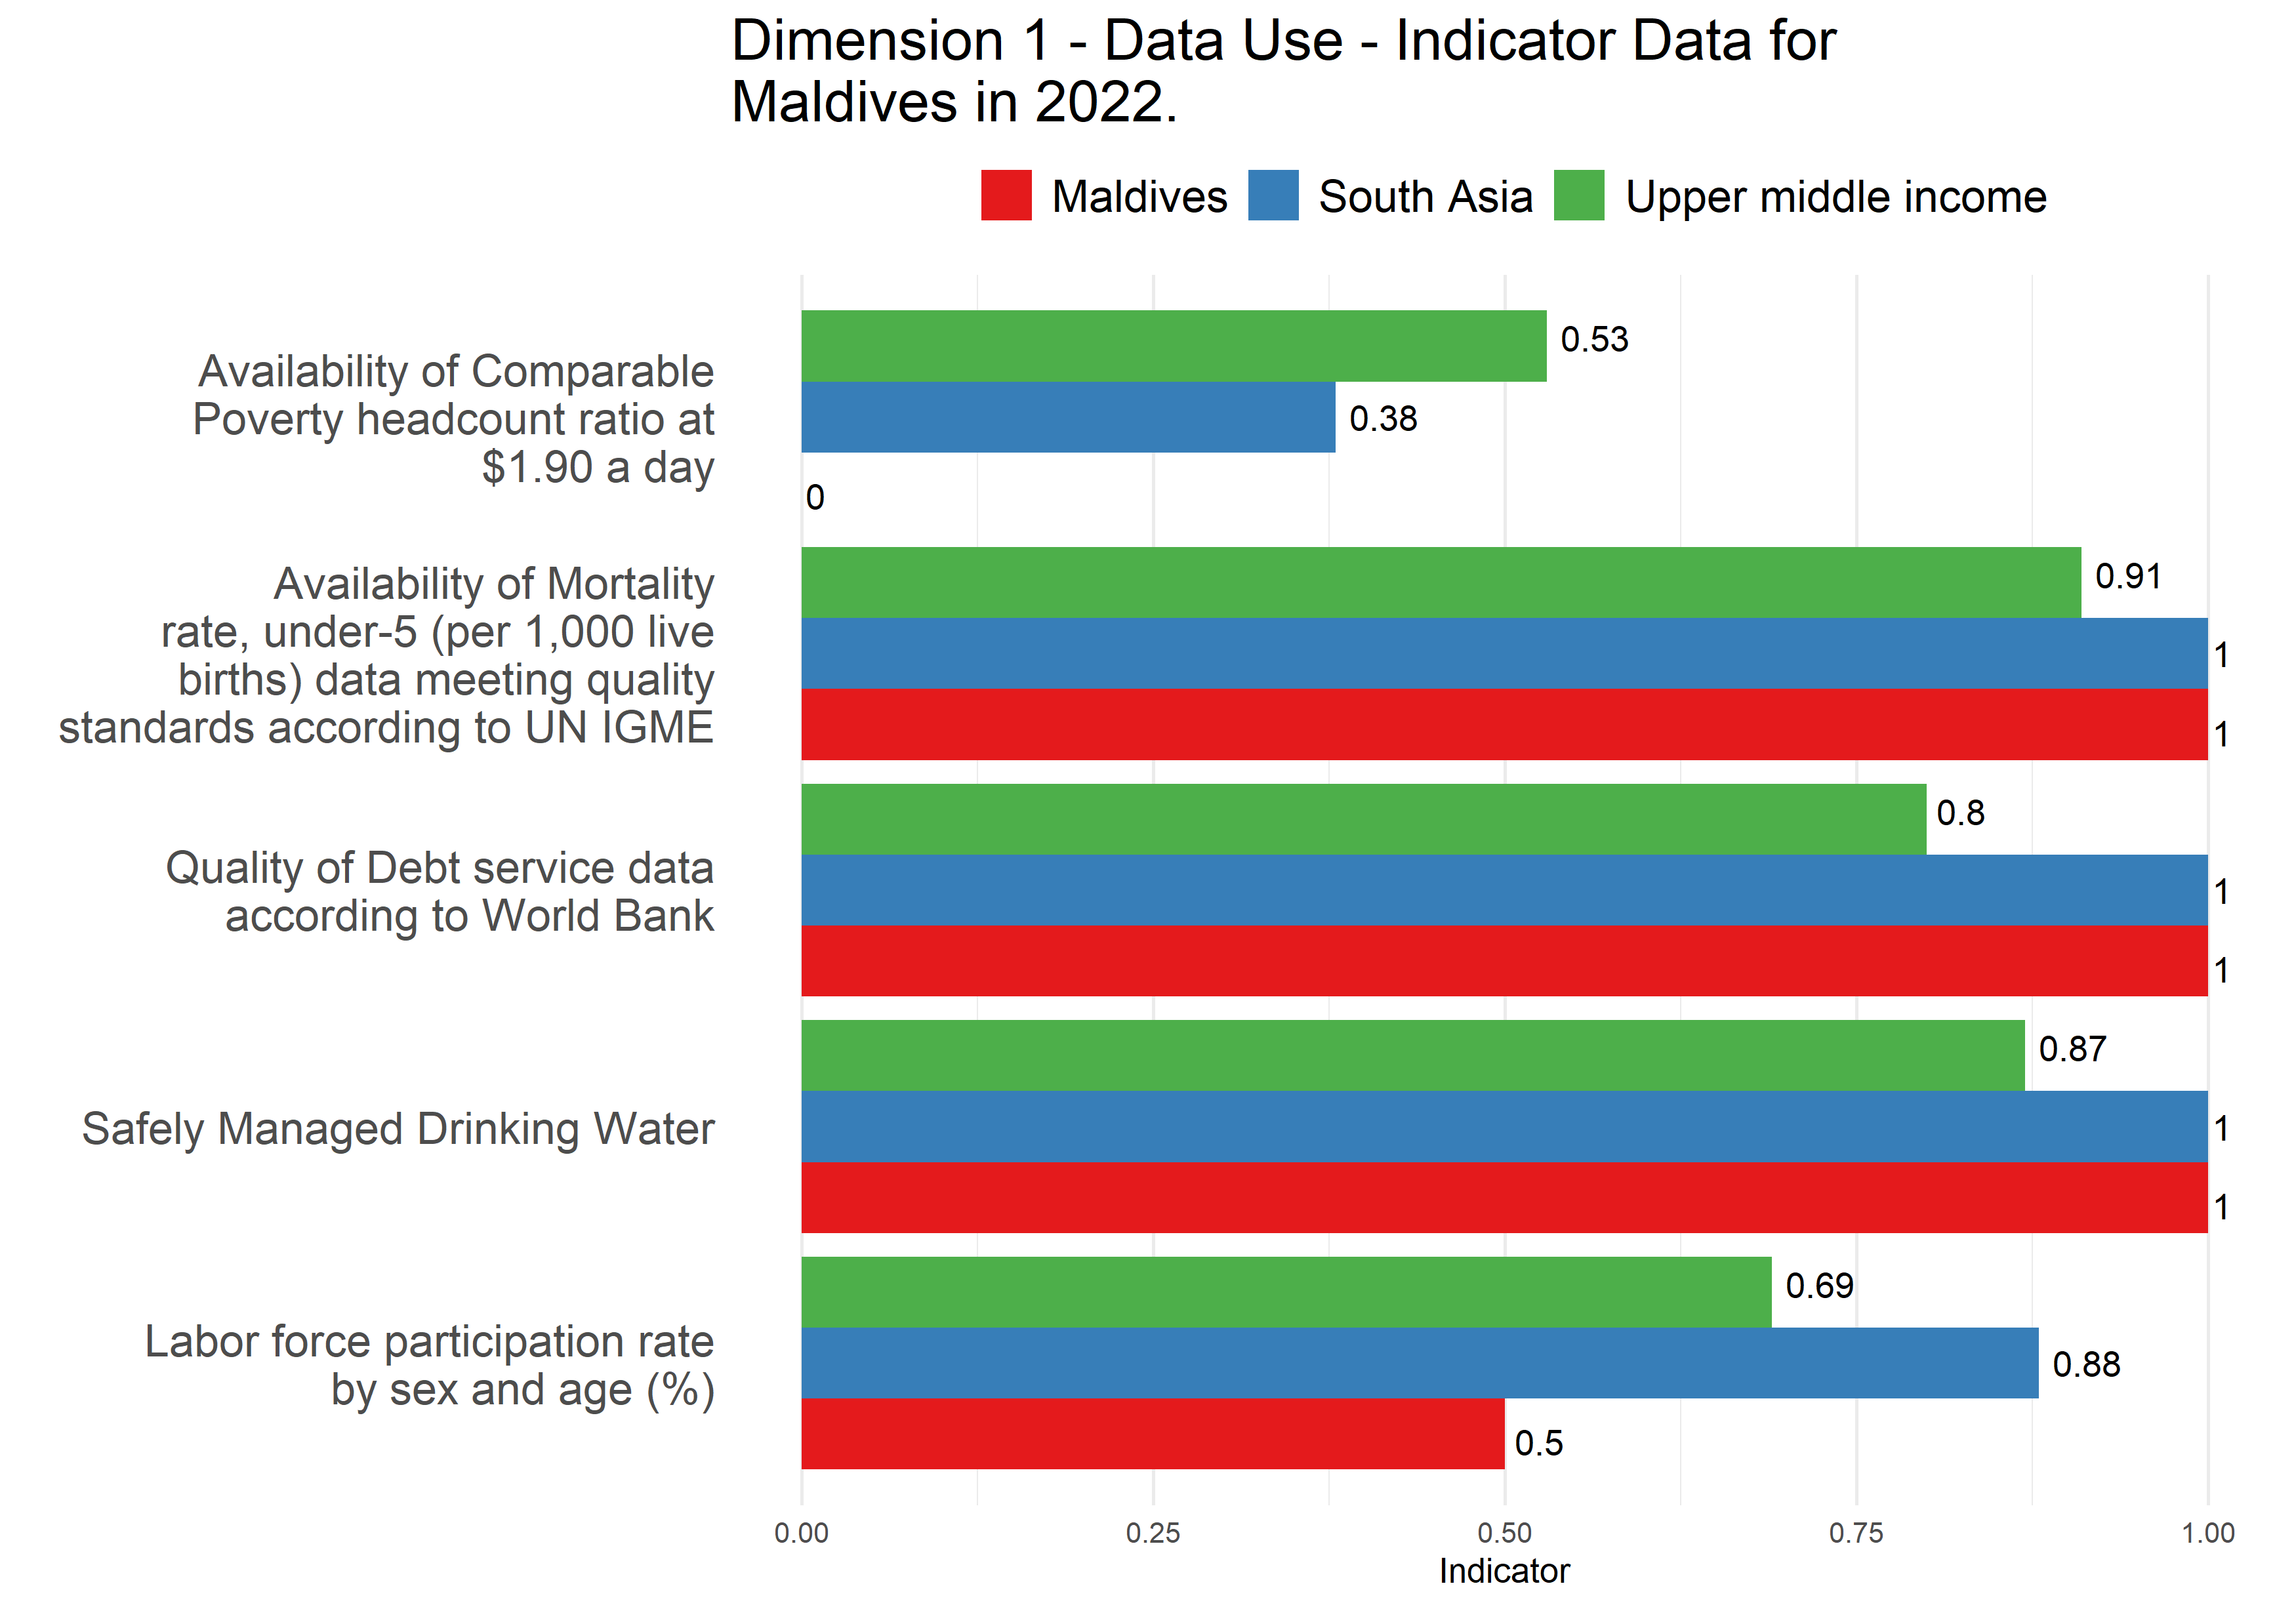 Dimension 1 - Data Use - Indicator Data for
Maldives in 2022.
Maldives South Asia Upper middle income
Availability of Comparable
Poverty headcount ratio at
$1.90 a day
0.53
0.38
0
Availability of Mortality
rate, under-5 (per 1,000 live
births) data meeting quality
standards according to UN IGME
0.91
1
1
Quality of Debt service data
according to World Bank
0.8
1
1
Safely Managed Drinking Water
0.87
1
1
Labor force participation rate
by sex and age (%)
0.69
0.88
0.5
0.00 0.25 0.50 0.75 1.00
Indicator